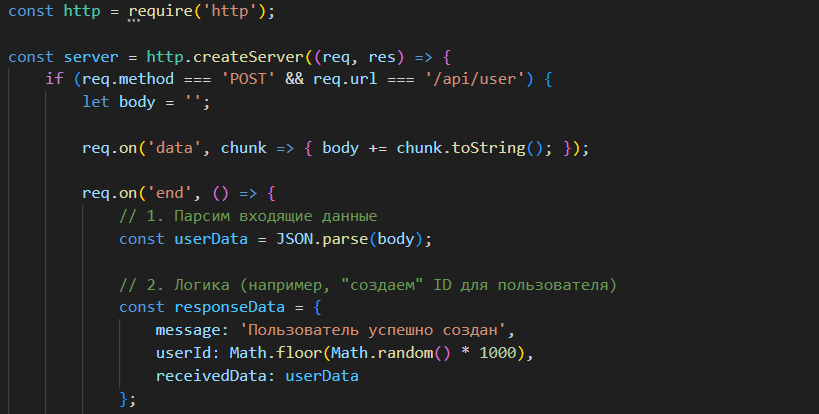 const http = require('http');
const server = http.createServer((req, res) => {
if (req.method === 'POST' && req.url === '/api/user') {
let body = '';
req.on('data', chunk => { body += chunk.toString(); });
req.on('end', () => {
// 1. Парсим входящие данные
const userData = JSON.parse(body);
// 2. Логика (например, "создаем" ID для пользователя)
const responseData = {
message: 'Пользователь успешно создан',
userId: Math.floor(Math.random() * 1000),
receivedData: userData
};